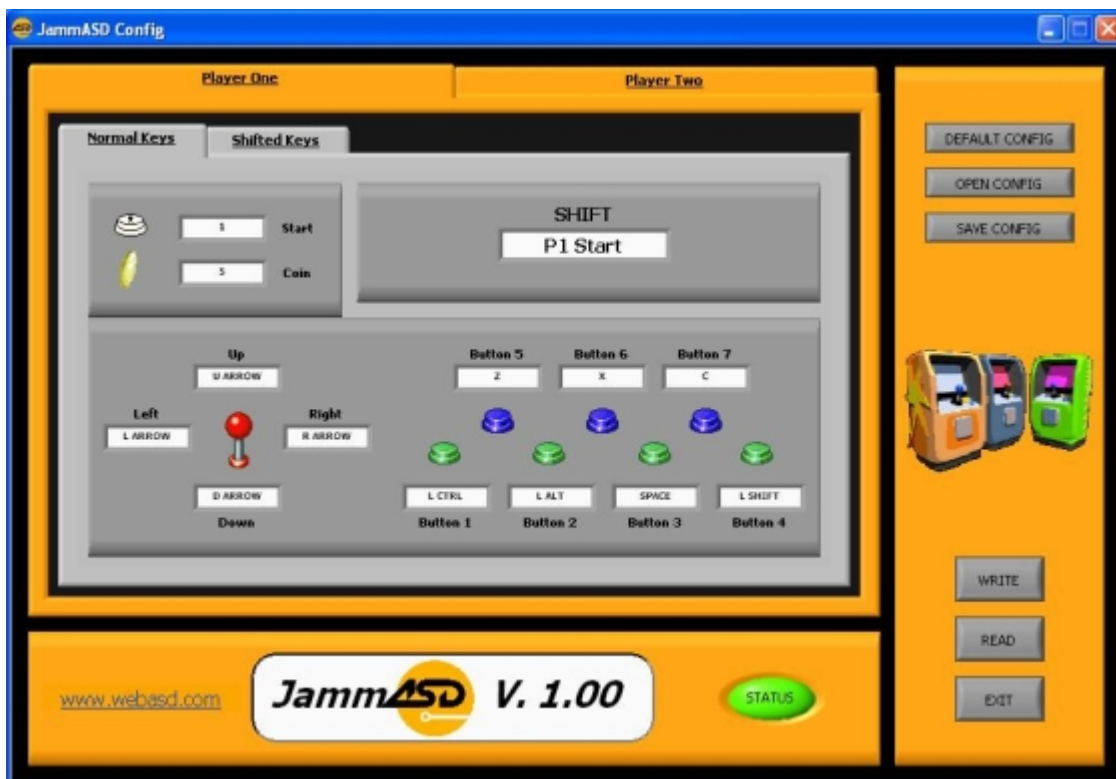 JammASD Config
Player One
Player Two
Normal Keys
Shifted Keys
1
Start
5
Coin
SHIFT
P1 Start
Up
U ARROW
Left
L ARROW
Right
R ARROW
D ARROW
Down
Button 5
Button 6
Button 7
Z
X
C
L CTRL
L ALT
SPACE
L SHIFT
Button 1
Button 2
Button 3
Button 4
DEFAULT CONFIG
OPEN CONFIG
SAVE CONFIG
WRITE
READ
EXIT
www.webasd.com
JammASD V. 1.00
STATUS